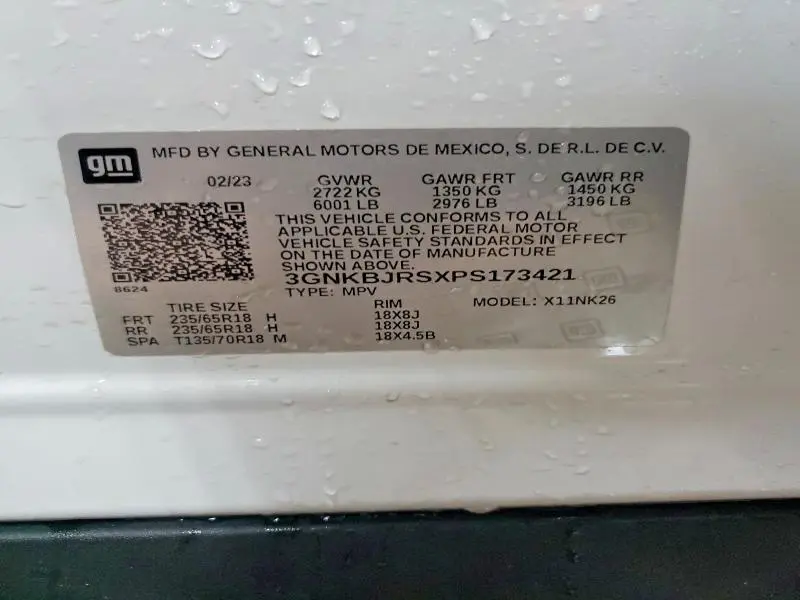 gm MFD BY GENERAL MOTORS DE MEXICO, S. DE R.L. DE C.V.
02/23 GVWR GAWR FRT GAWR RR
2722 KG 1350 KG 1450 KG
6001 LB 2976 LB 3196 LB
THIS VEHICLE CONFORMS TO ALL
APPLICABLE U.S. FEDERAL MOTOR
VEHICLE SAFETY STANDARDS IN EFFECT
ON THE DATE OF MANUFACTURE
SHOWN ABOVE.
3GNKBJRSXPS173421
8624 TYPE: MPV
TIRE SIZE RIM MODEL: X11NK26
FRT 235/65R18 H 18X8J
RR 235/65R18 H 18X8J
SPA T135/70R18 M 18X4.5B